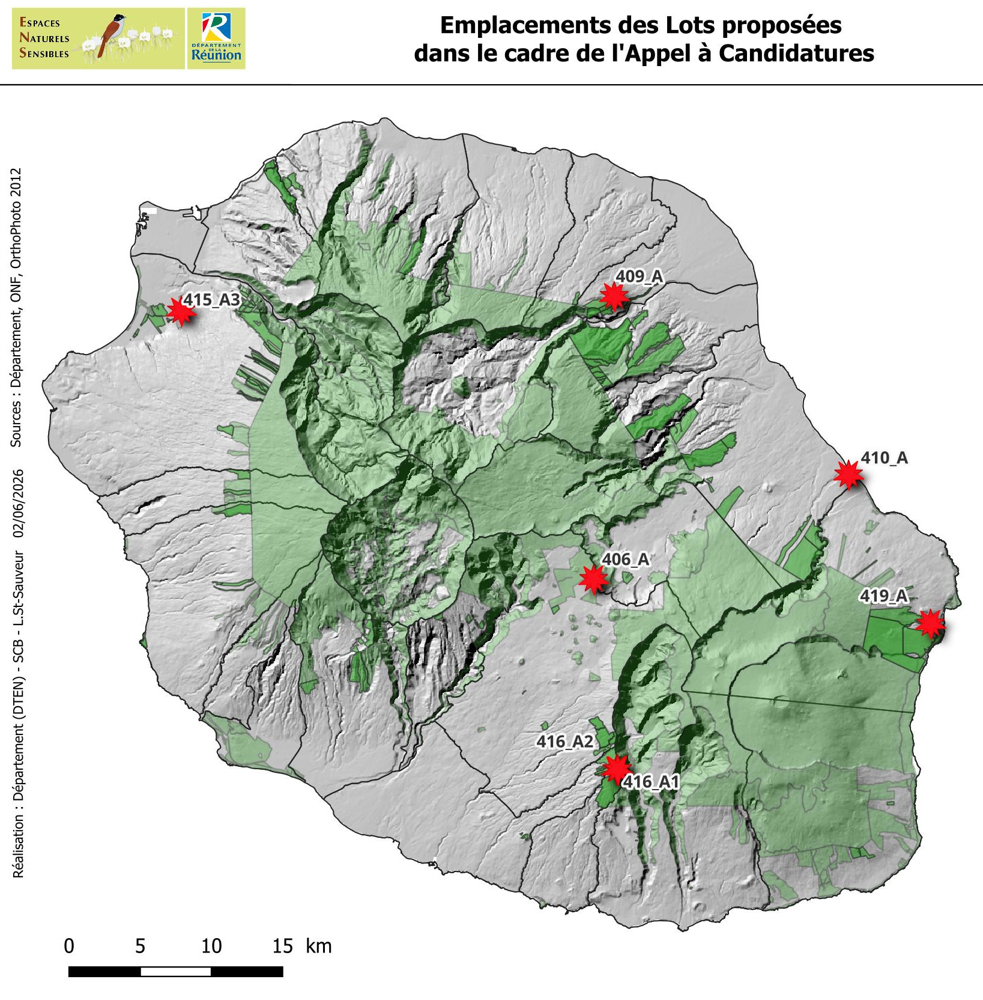 ESPACES
NATURELS
SENSIBLES
DÉPARTEMENT
DE LA
Réunion
Emplacements des Lots proposées
dans le cadre de l'Appel à Candidatures
Réalisation : Département (DTEN) - SCB - L.St-Sauveur 02/06/2026 Sources : Département, ONF, OrthoPhoto 2012
409_A
415_A3
410_A
406_A
419_A
416_A2
416_A1
0 5 10 15 km